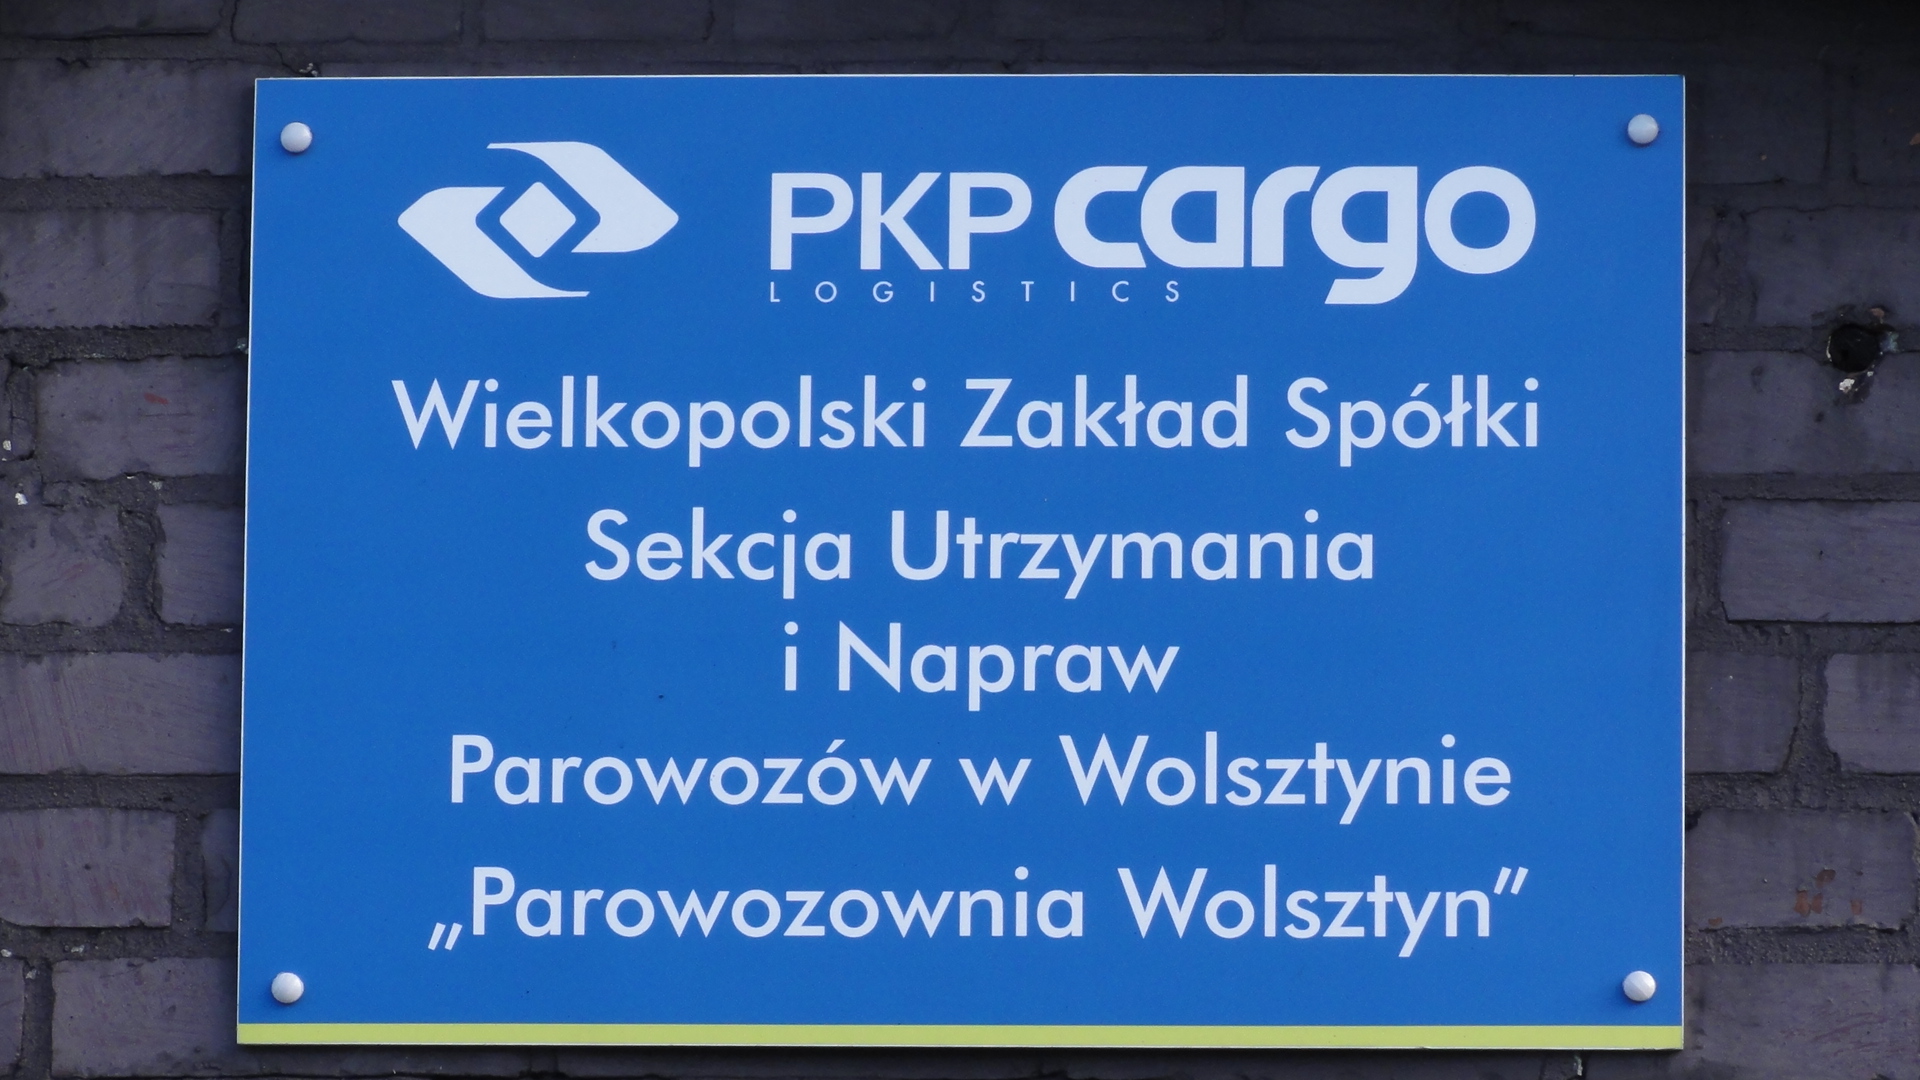 PKP cargo
LOGISTICS
Wielkopolski Zakład Spółki
Sekcja Utrzymania
i Napraw
Parowozów w Wolsztynie
„Parowozownia Wolsztyn”